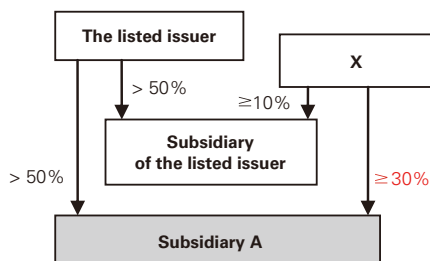 The listed issuer
X
> 50%
≥10%
Subsidiary
of the listed issuer
> 50%
≥30%
Subsidiary A